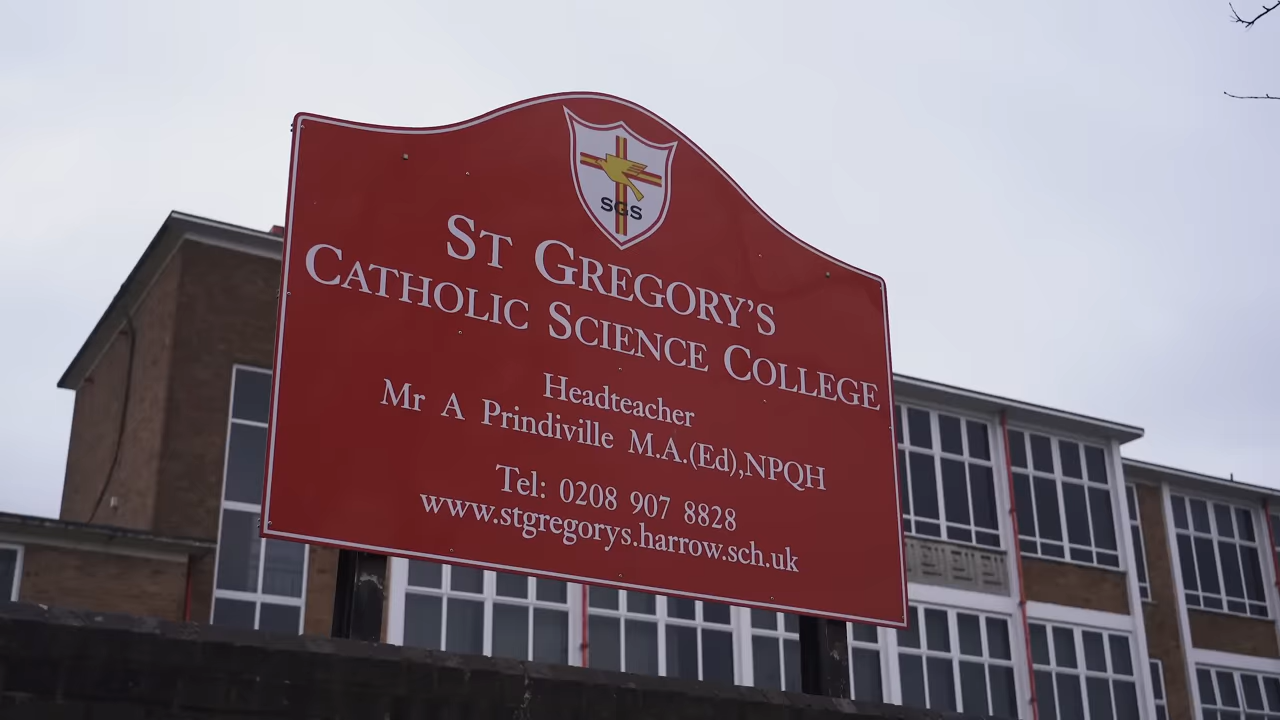 SGS
ST GREGORY'S
CATHOLIC SCIENCE COLLEGE
Headteacher
Mr A Prindiville M.A.(Ed),NPQH
Tel: 0208 907 8828
www.stgregorys.harrow.sch.uk